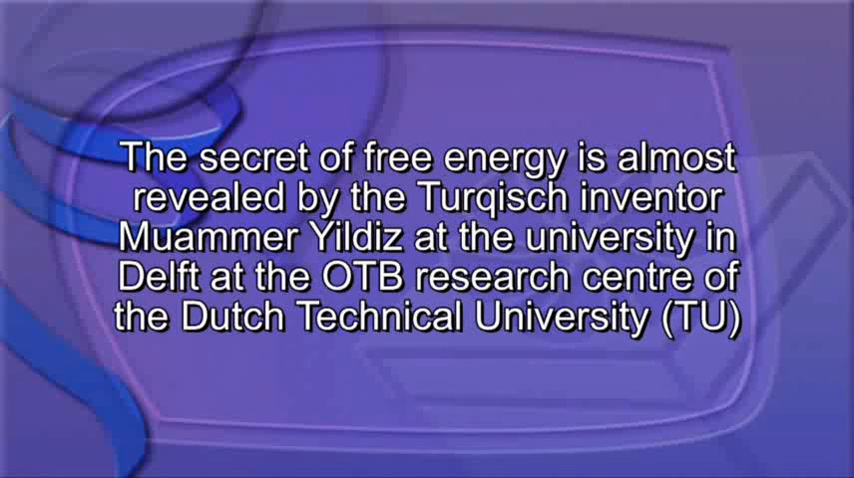 The secret of free energy is almost
revealed by the Turqisch inventor
Muammer Yildiz at the university in
Delft at the OTB research centre of
the Dutch Technical University (TU)